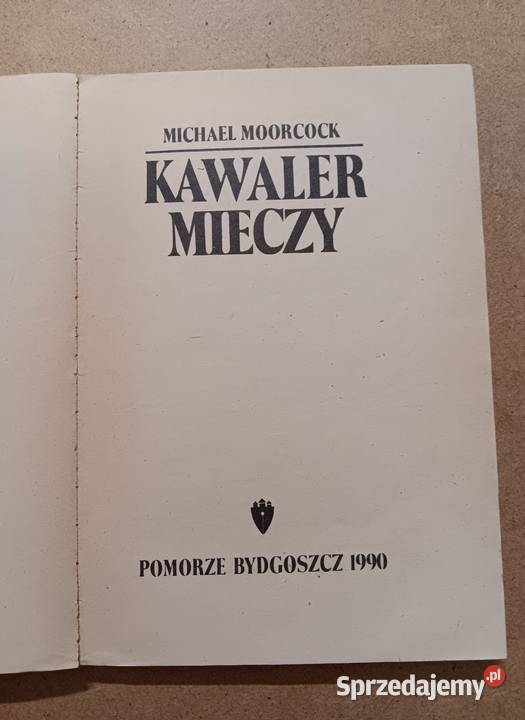 MICHAEL MOORCOCK
KAWALER
MIECZY
POMORZE BYDGOSZCZ 1990
Sprzedajemy.pl